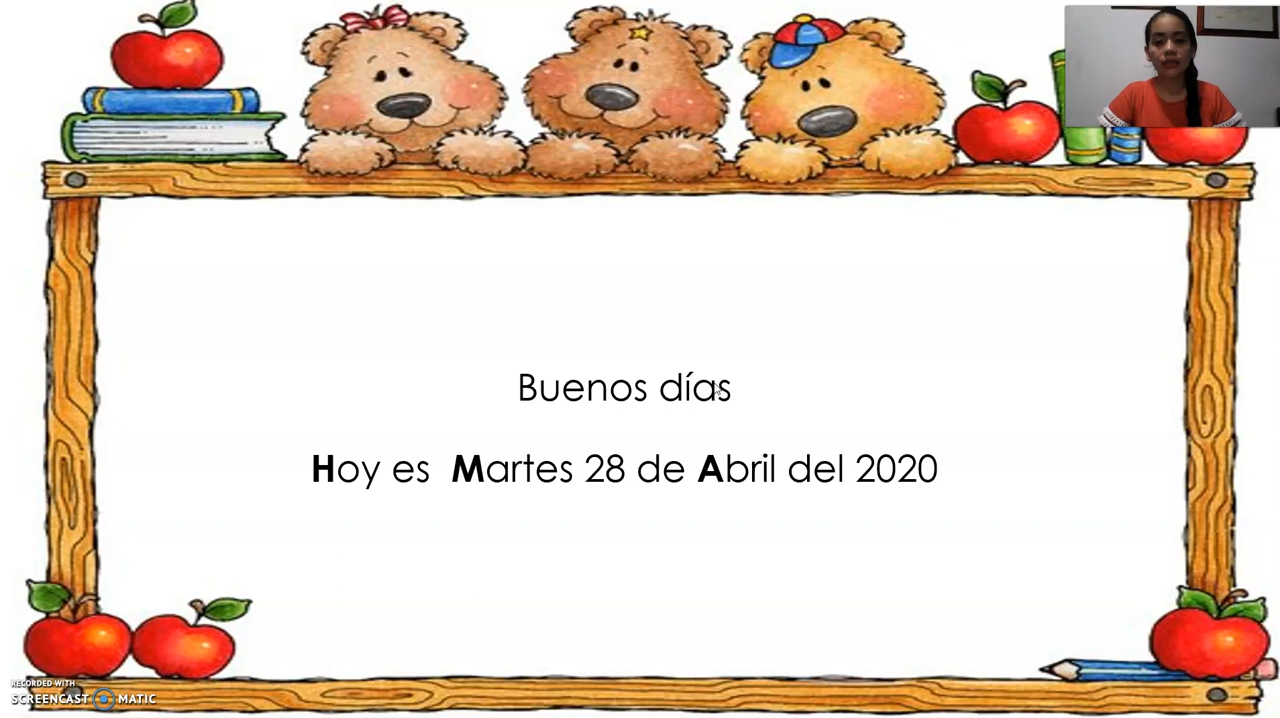 Buenos días
Hoy es Martes 28 de Abril del 2020
RECORDED WITH
SCREENCAST MATIC